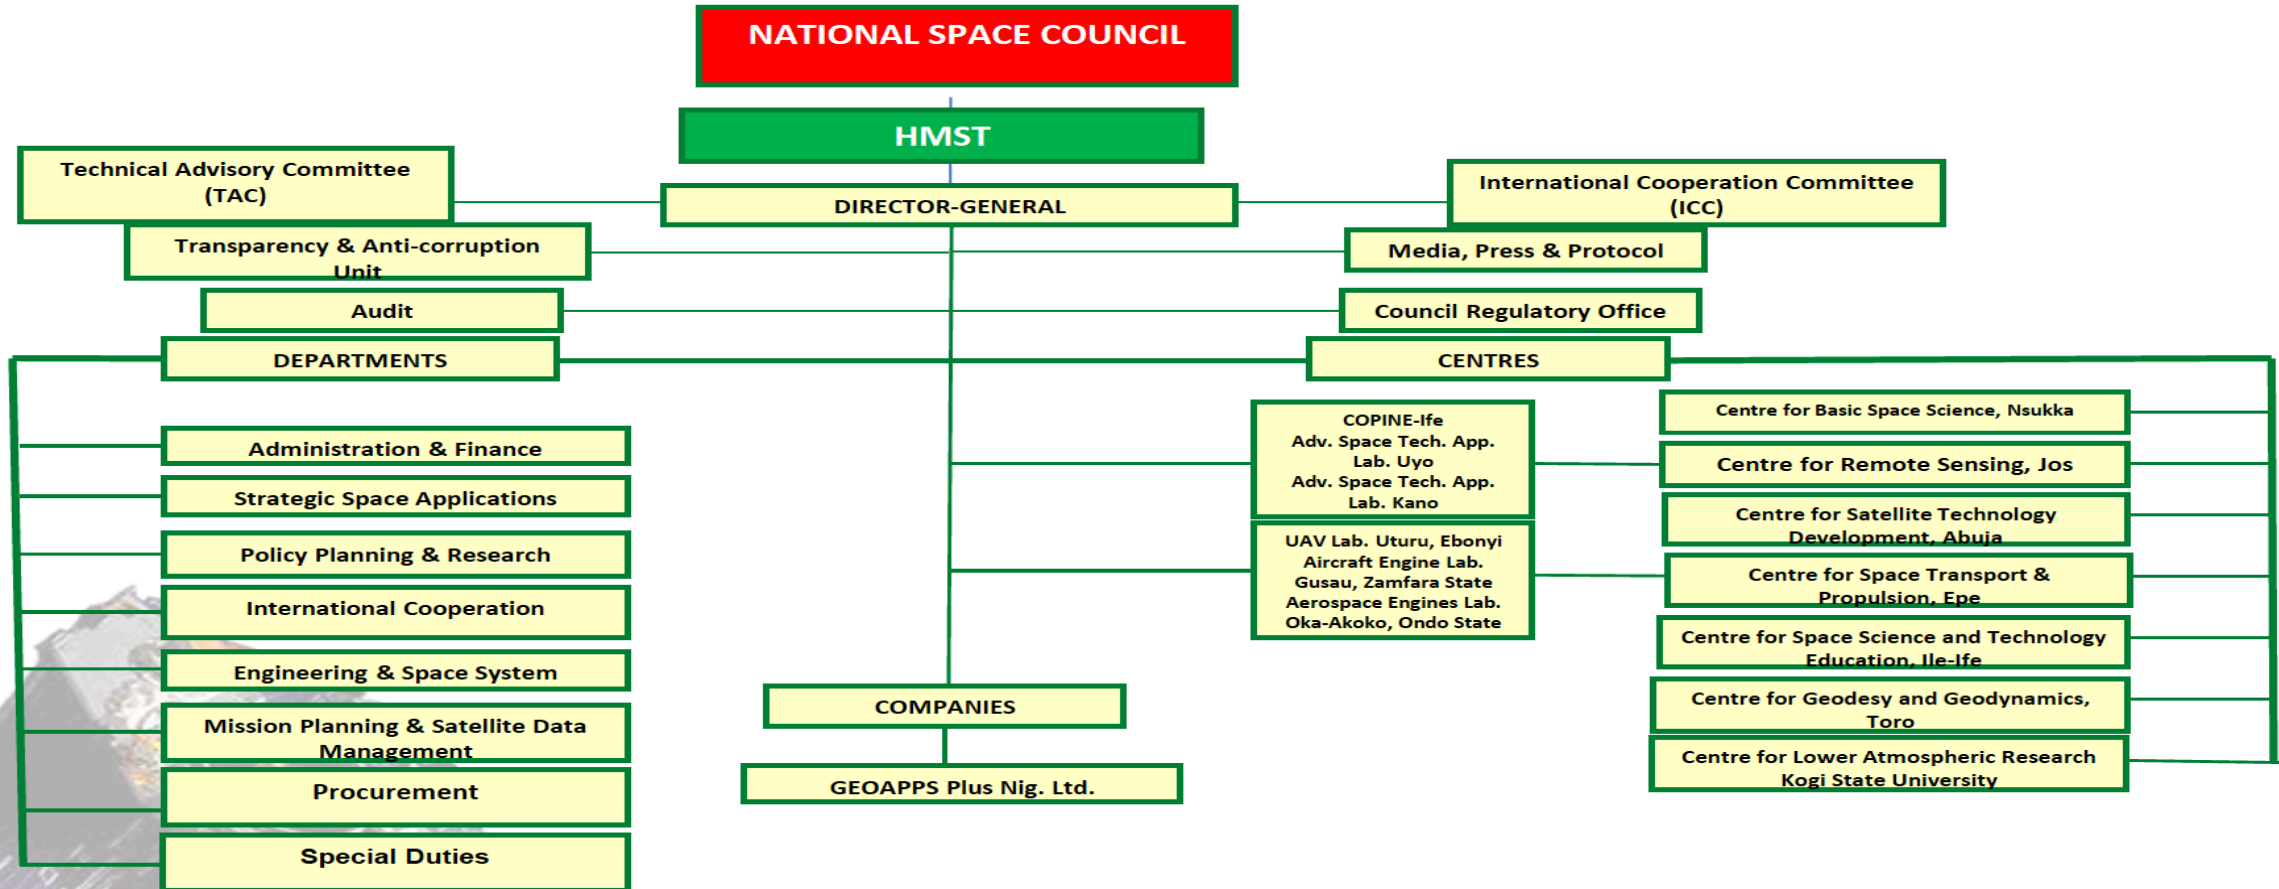 NATIONAL SPACE COUNCIL
HMST
Technical Advisory Committee
(TAC)
DIRECTOR-GENERAL
International Cooperation Committee
(ICC)
Transparency & Anti-corruption
Unit
Media, Press & Protocol
Audit
Council Regulatory Office
DEPARTMENTS
CENTRES
Administration & Finance
Strategic Space Applications
Policy Planning & Research
International Cooperation
Engineering & Space System
Mission Planning & Satellite Data
Management
Procurement
Special Duties
COPINE-Ife
Adv. Space Tech. App.
Lab. Uyo
Adv. Space Tech. App.
Lab. Kano
UAV Lab. Uturu, Ebonyi
Aircraft Engine Lab.
Gusau, Zamfara State
Aerospace Engines Lab.
Oka-Akoko, Ondo State
Centre for Basic Space Science, Nsukka
Centre for Remote Sensing, Jos
Centre for Satellite Technology
Development, Abuja
Centre for Space Transport &
Propulsion, Epe
Centre for Space Science and Technology
Education, Ile-Ife
Centre for Geodesy and Geodynamics,
Toro
Centre for Lower Atmospheric Research
Kogi State University
COMPANIES
GEOAPPS Plus Nig. Ltd.